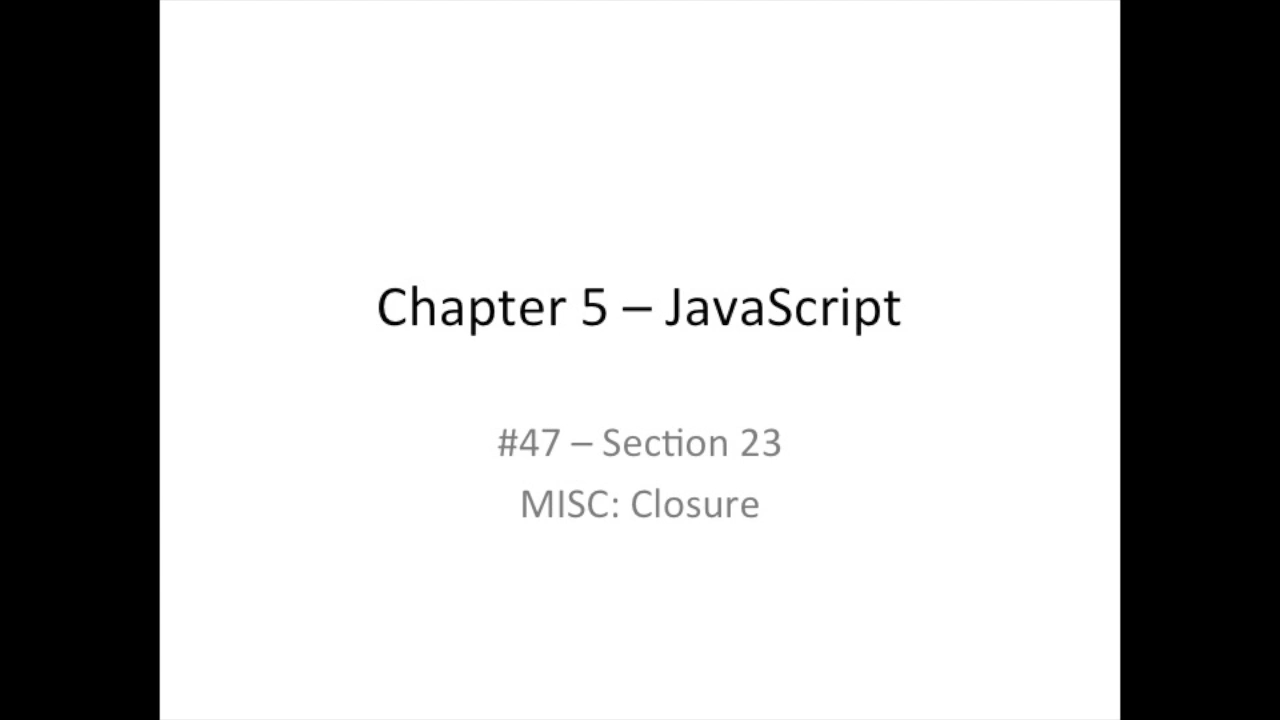 Chapter 5 – JavaScript
#47 – Section 23
MISC: Closure